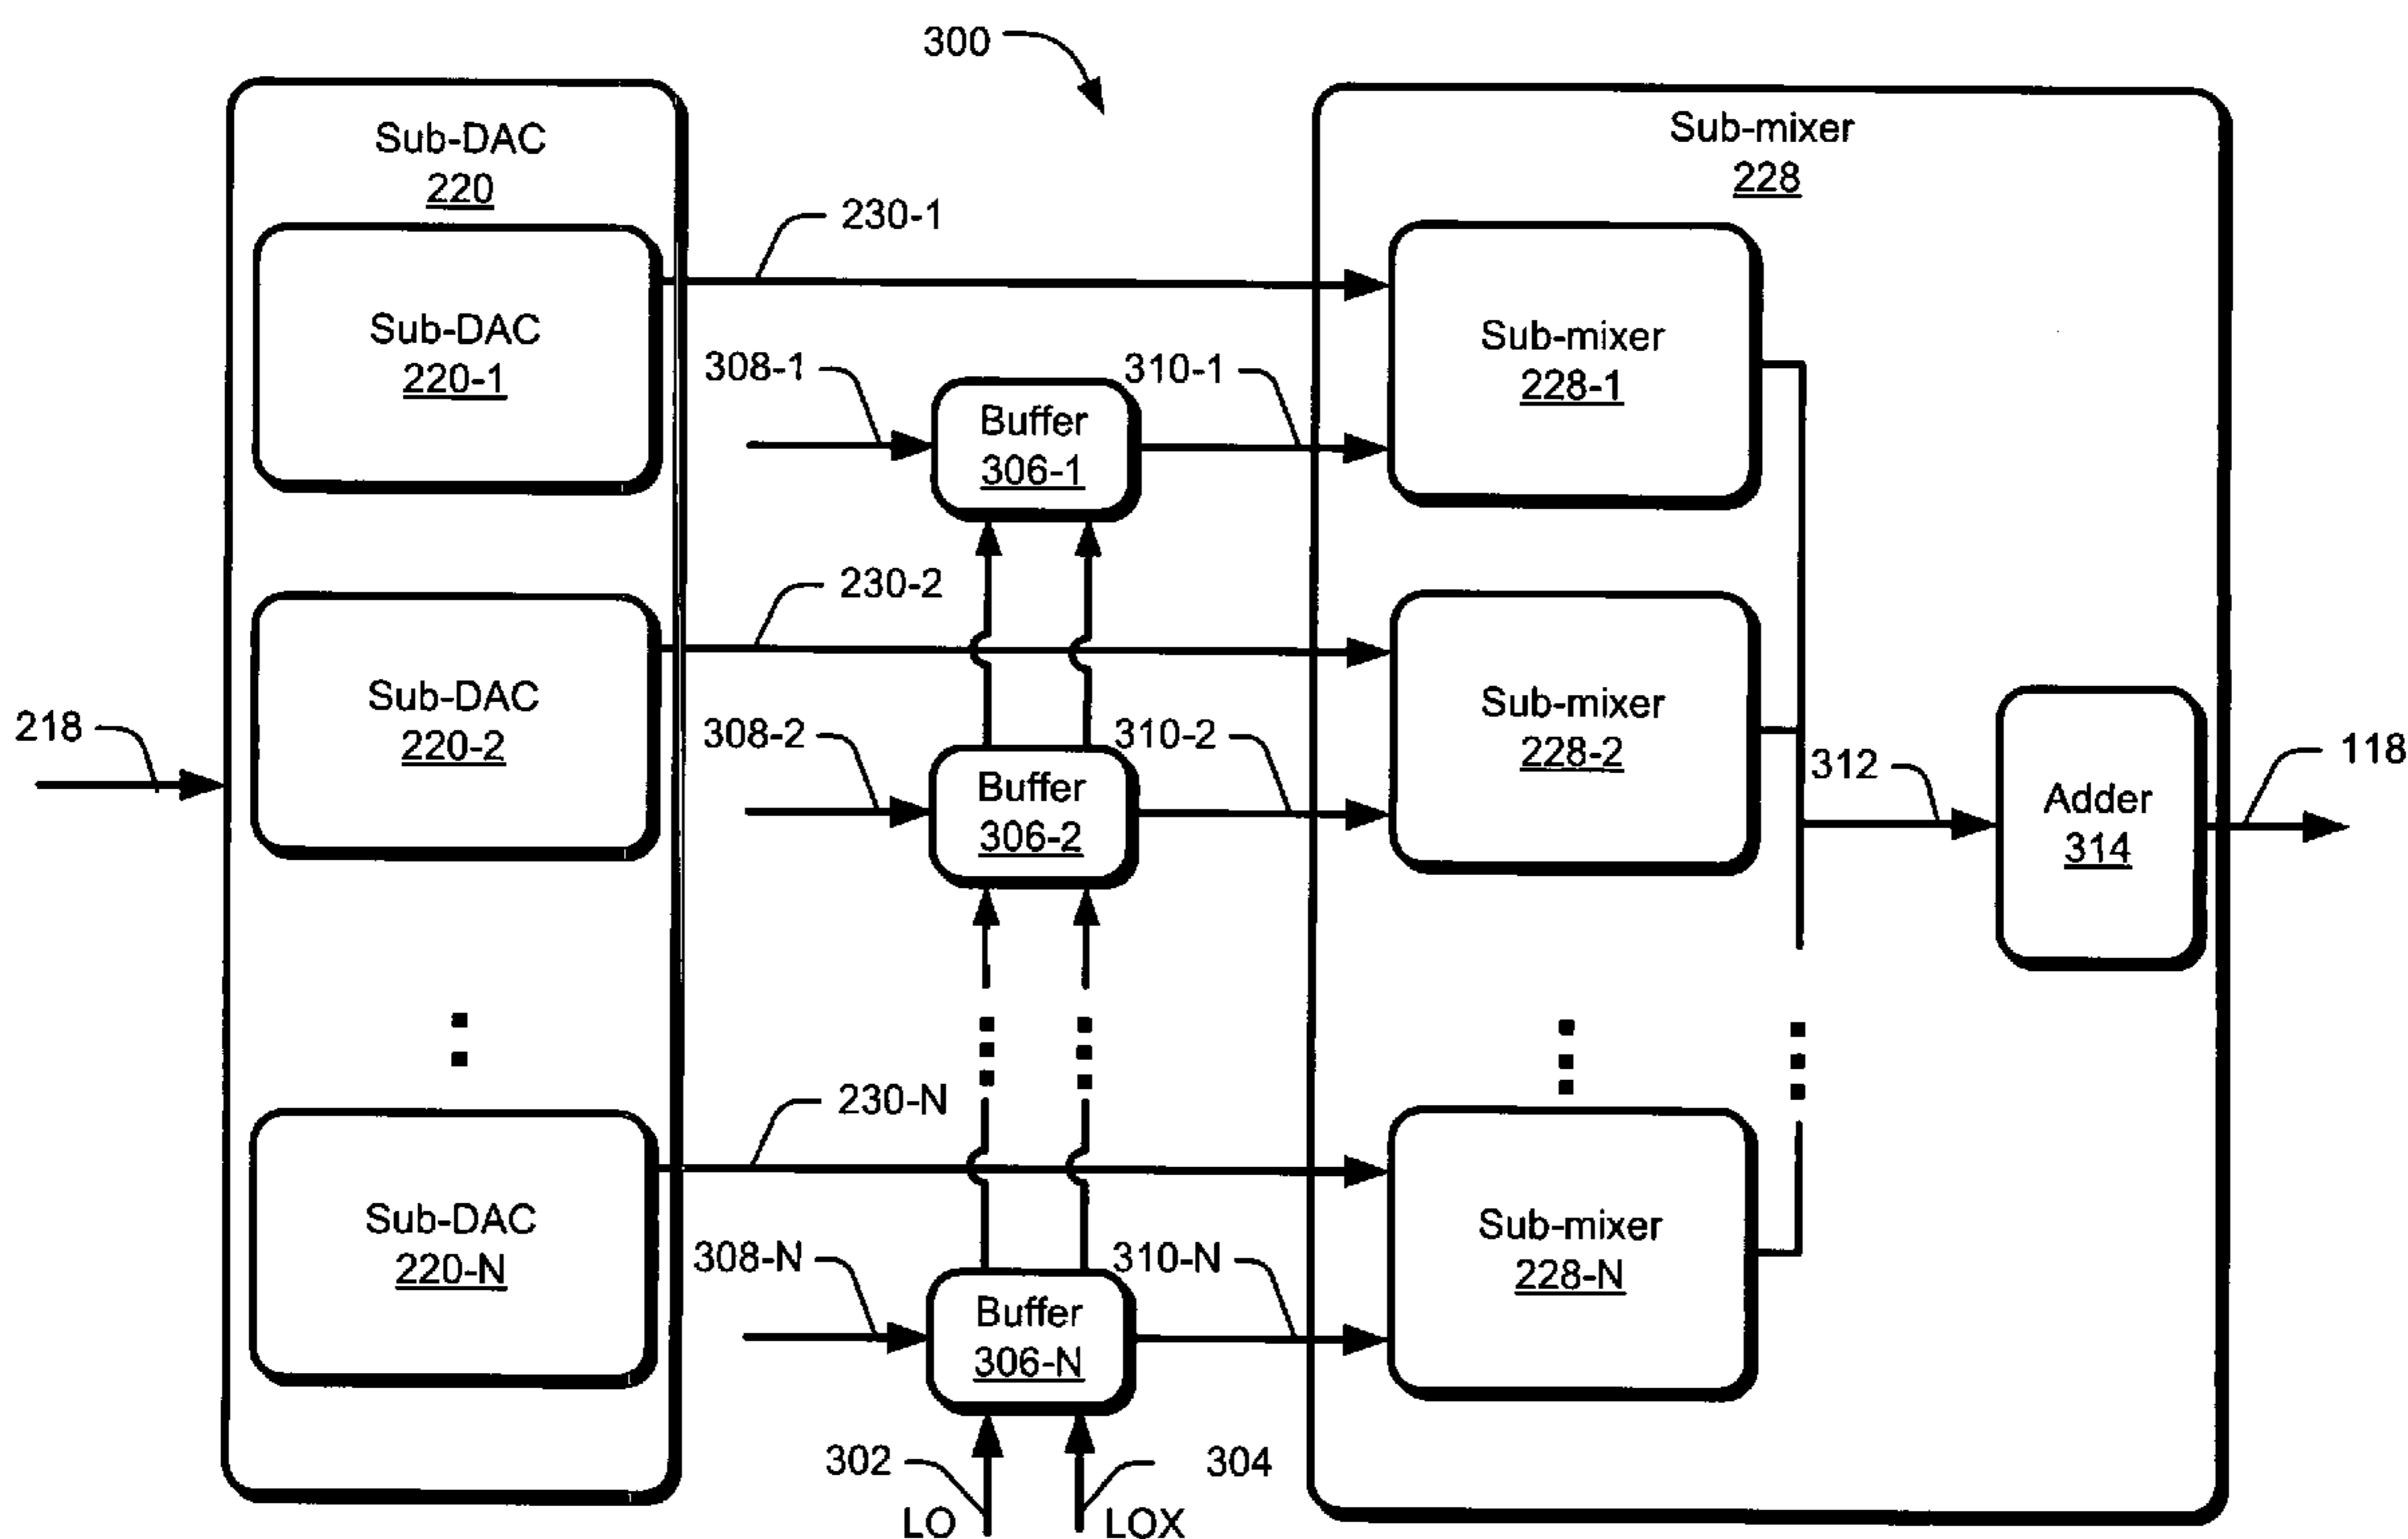 300
Sub-DAC
220
Sub-mixer
228
230-1
Sub-DAC
220-1
308-1
Buffer
306-1
310-1
Sub-mixer
228-1
230-2
Sub-DAC
220-2
218
308-2
Buffer
306-2
310-2
Sub-mixer
228-2
312
Adder
314
118
230-N
Sub-DAC
220-N
308-N
Buffer
306-N
310-N
Sub-mixer
228-N
302
304
LO
LOX